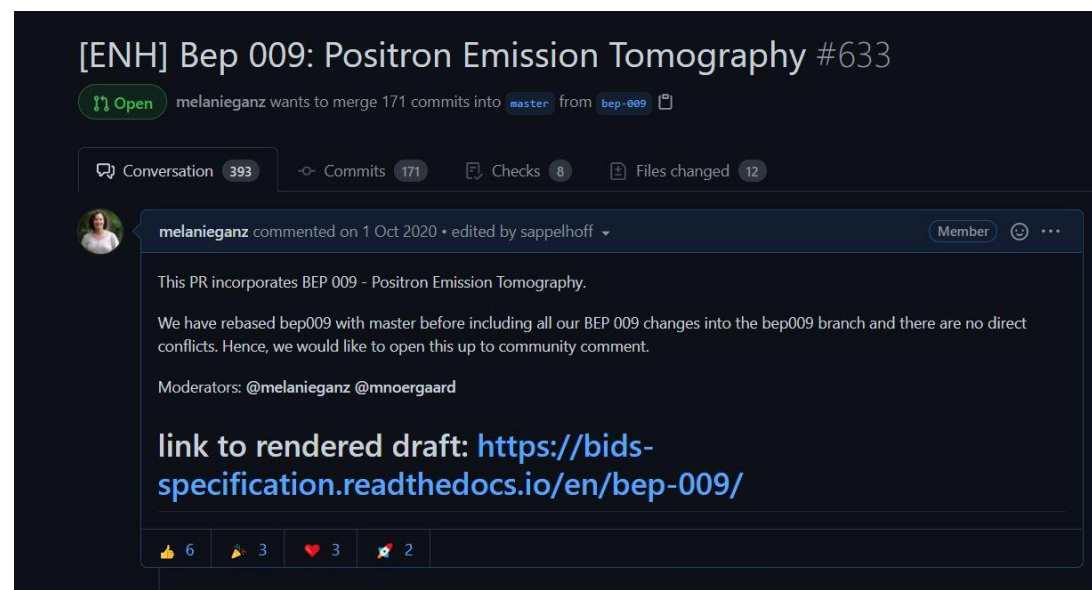 [ENH] Bep 009: Positron Emission Tomography #633
Open melanieganz wants to merge 171 commits into master from bep-009
Conversation 393 Commits 171 Checks 8 Files changed 12
melanieganz commented on 1 Oct 2020 • edited by sappelhoff Member
This PR incorporates BEP 009 - Positron Emission Tomography.
We have rebased bep009 with master before including all our BEP 009 changes into the bep009 branch and there are no direct
conflicts. Hence, we would like to open this up to community comment.
Moderators: @melanieganz @mnoergaard
link to rendered draft: https://bids-
specification.readthedocs.io/en/bep-009/
6 3 3 2